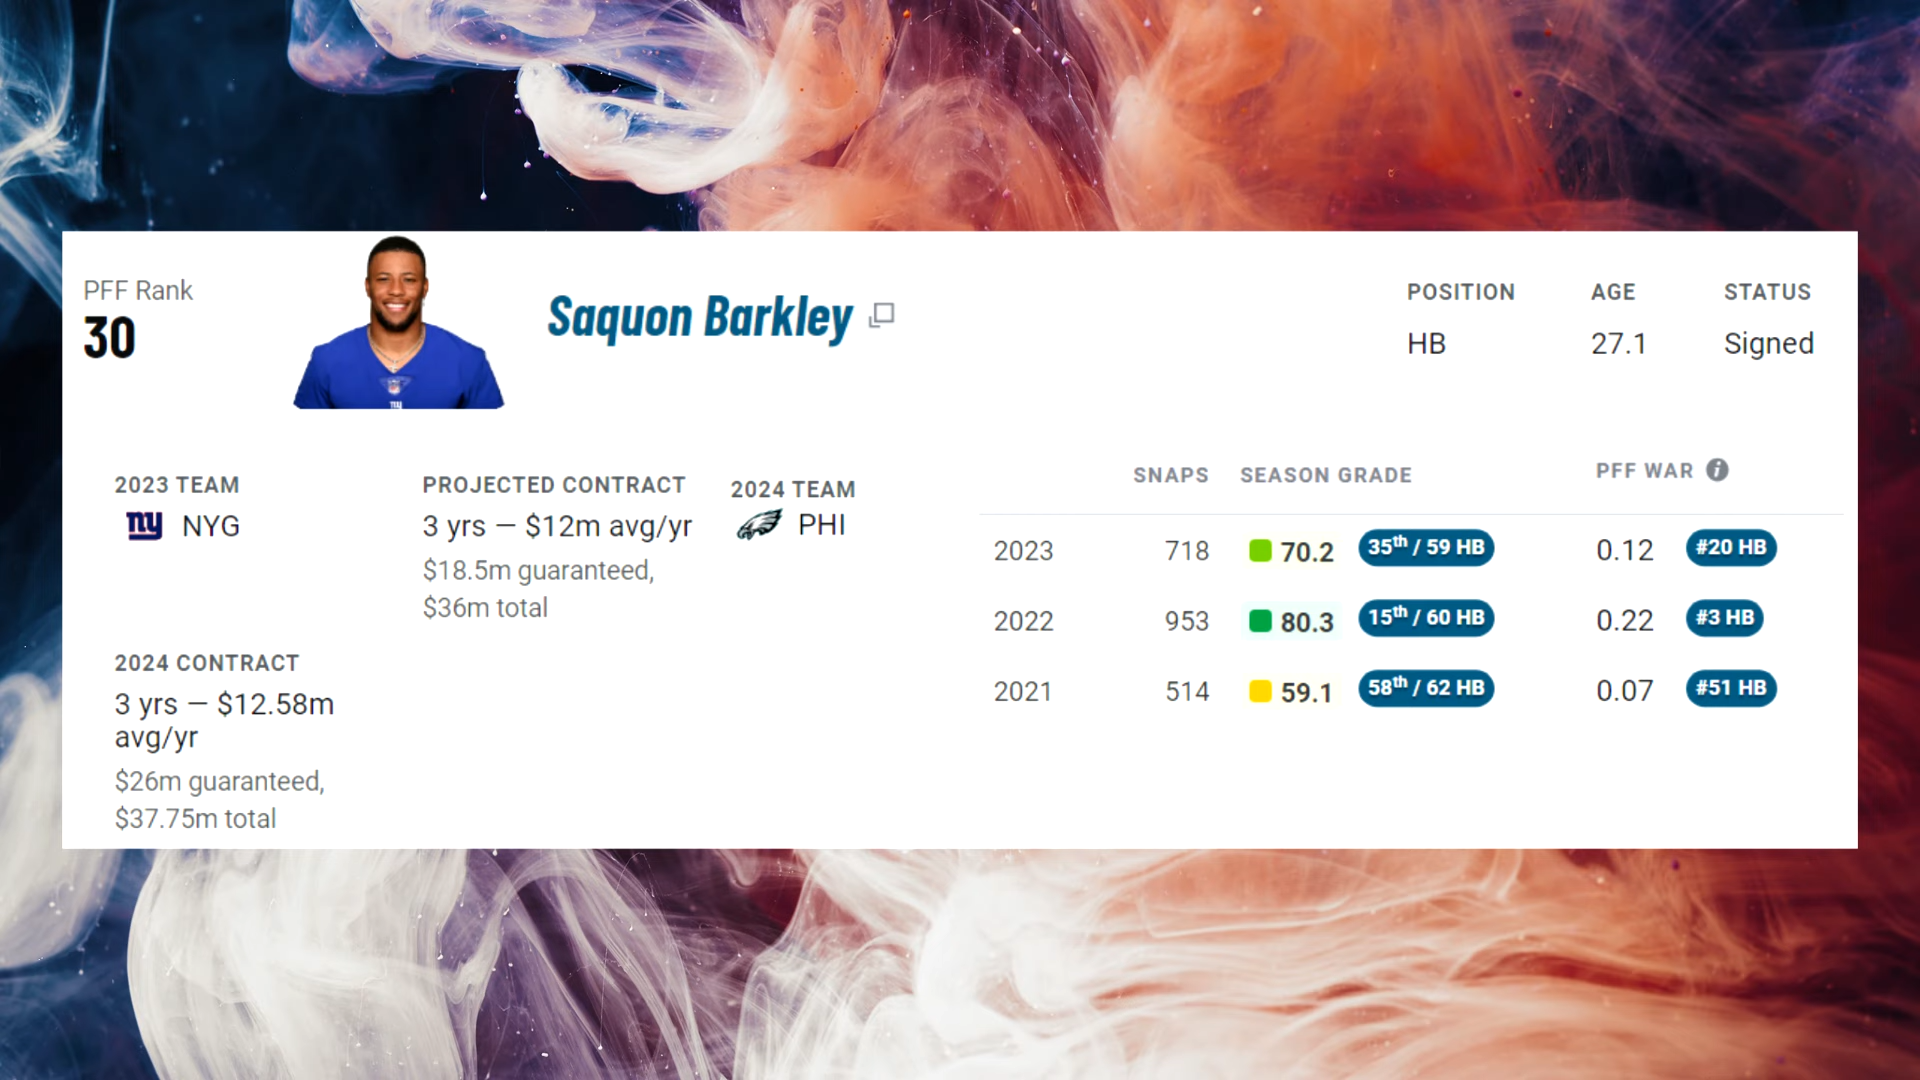 PFF Rank
30
Saquon Barkley
POSITION AGE STATUS
HB 27.1 Signed
2023 TEAM
ny NYG
PROJECTED CONTRACT
3 yrs — $12m avg/yr
$18.5m guaranteed,
$36m total
2024 TEAM
PHI
2024 CONTRACT
3 yrs — $12.58m
avg/yr
$26m guaranteed,
$37.75m total
SNAPS SEASON GRADE PFF WAR i
2023 718 70.2 35th / 59 HB 0.12 #20 HB
2022 953 80.3 15th / 60 HB 0.22 #3 HB
2021 514 59.1 58th / 62 HB 0.07 #51 HB